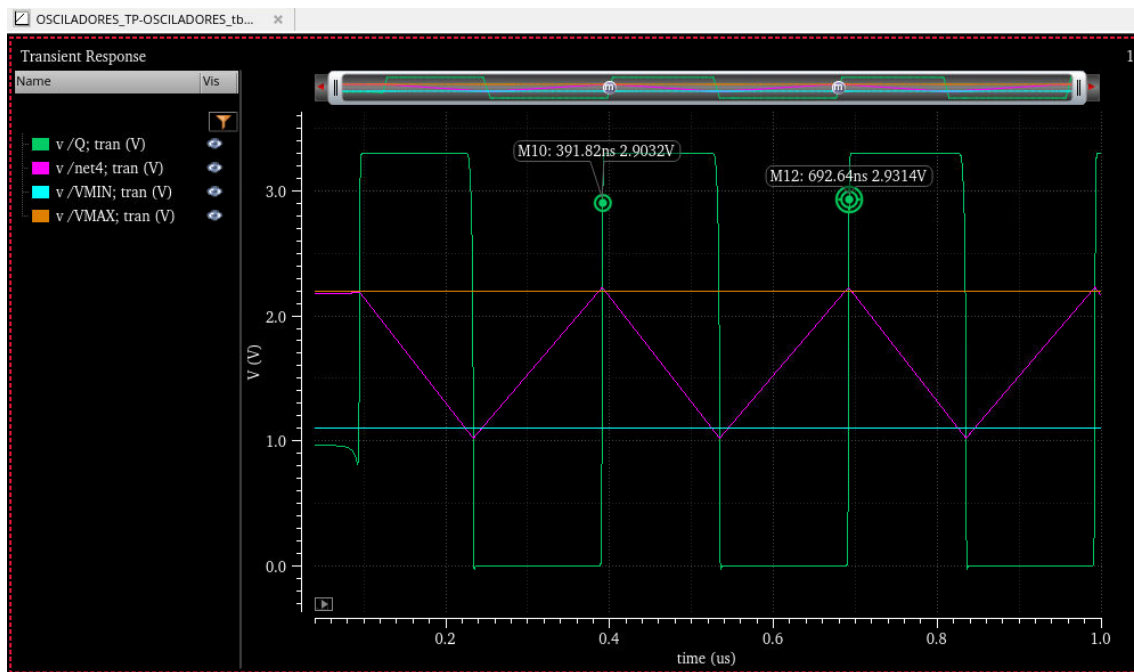 OSCILADORES_TP-OSCILADORES_tb...
Transient Response
1
Name Vis
v /Q; tran (V)
v /net4; tran (V)
v /VMIN; tran (V)
v /VMAX; tran (V)
m m
M10: 391.82ns 2.9032V
M12: 692.64ns 2.9314V
3.0
2.0
1.0
0.0
V (V)
0.2 0.4 0.6 0.8 1.0
time (us)